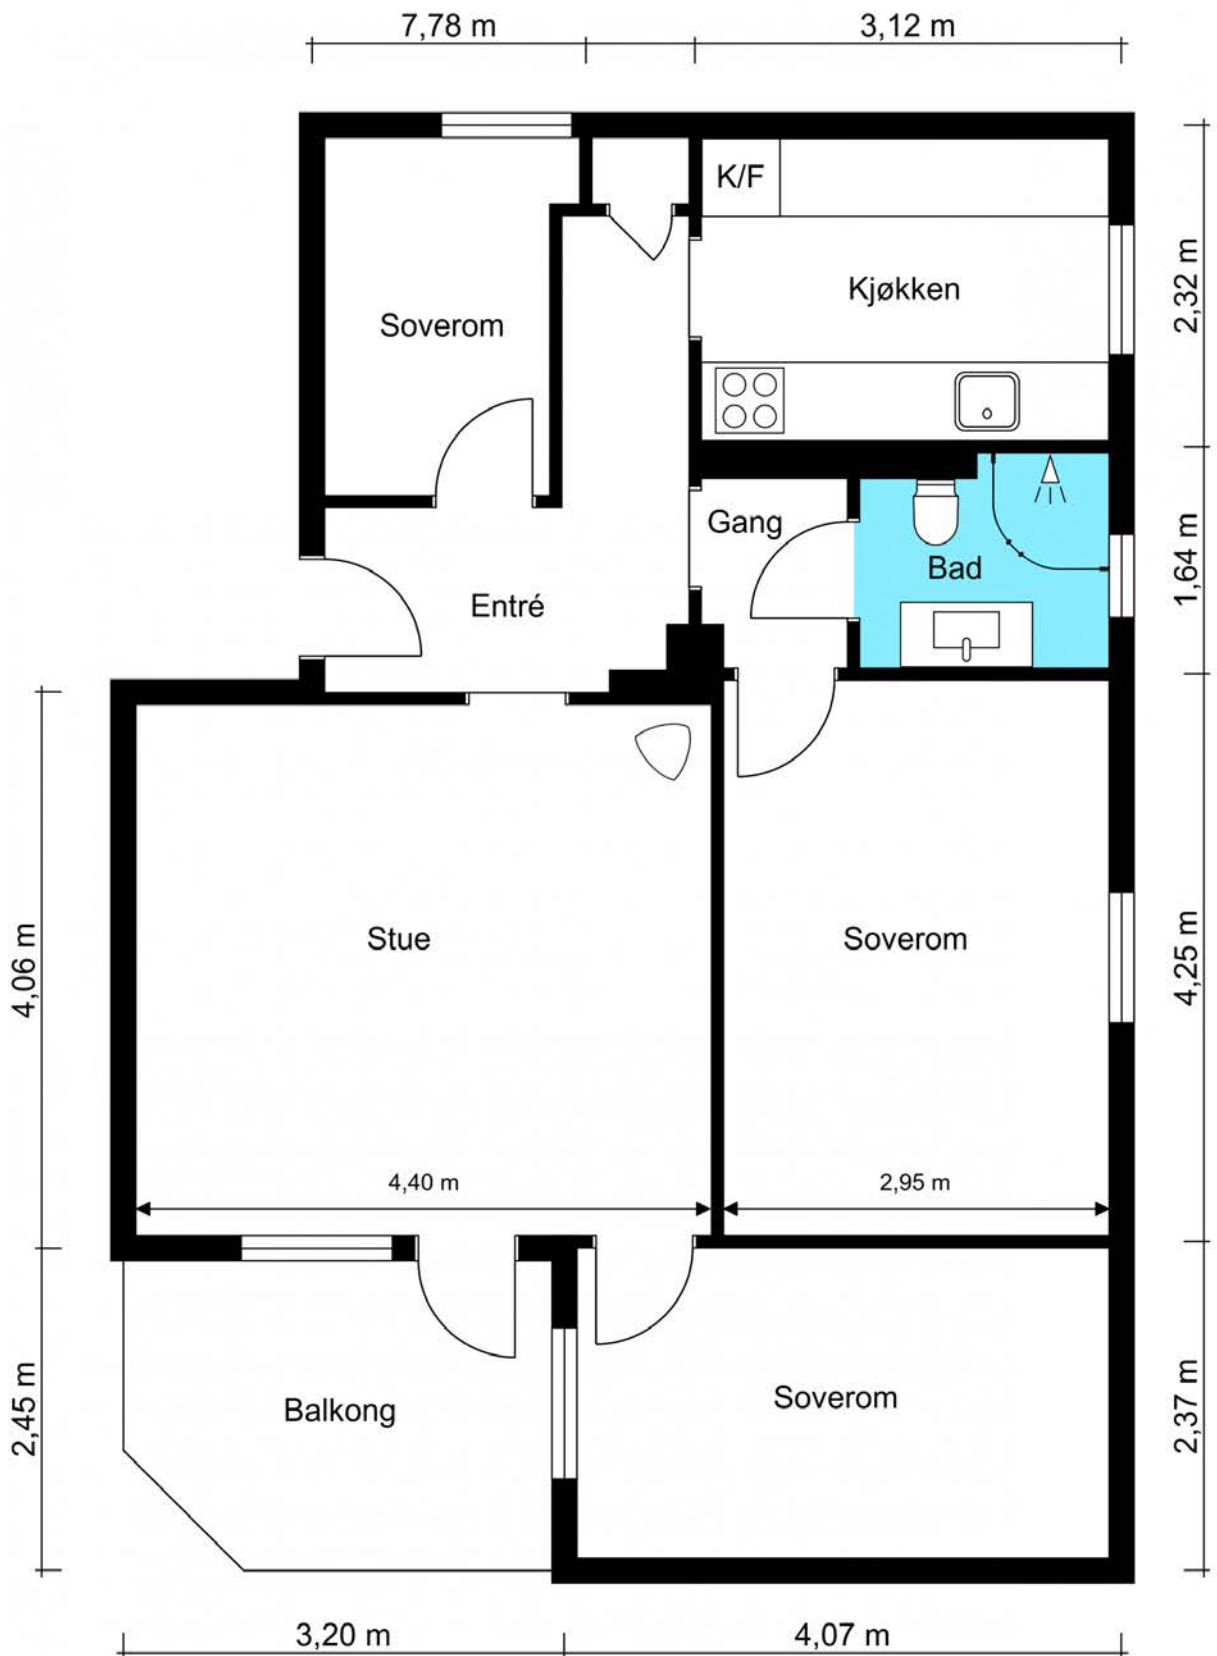 7,78 m
3,12 m
K/F
Kjøkken
2,32 m
Soverom
Gang
Bad
1,64 m
Entré
Stue
Soverom
4,06 m
4,25 m
4,40 m
2,95 m
Balkong
Soverom
2,45 m
2,37 m
3,20 m
4,07 m